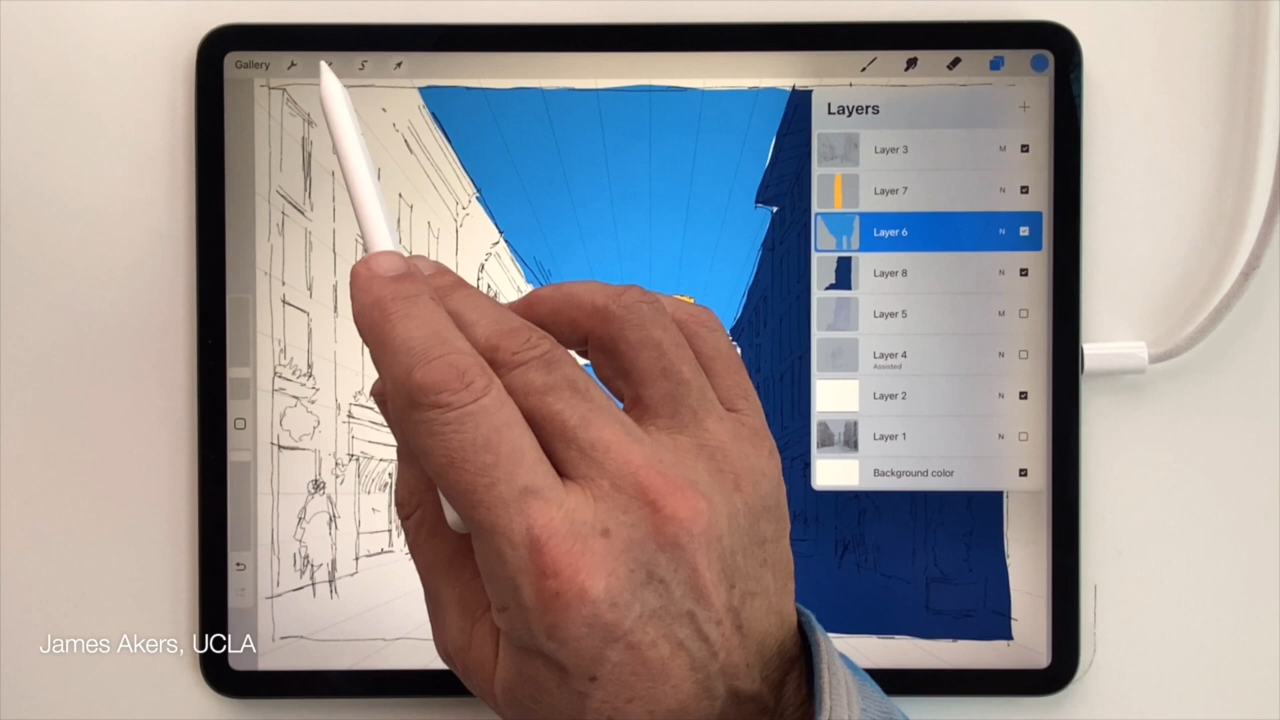 Gallery
Layers
Layer 3 M
Layer 7 N
Layer 6 N
Layer 8 N
Layer 5 M
Layer 4 N
Assisted
Layer 2 N
Layer 1 N
Background color
James Akers, UCLA